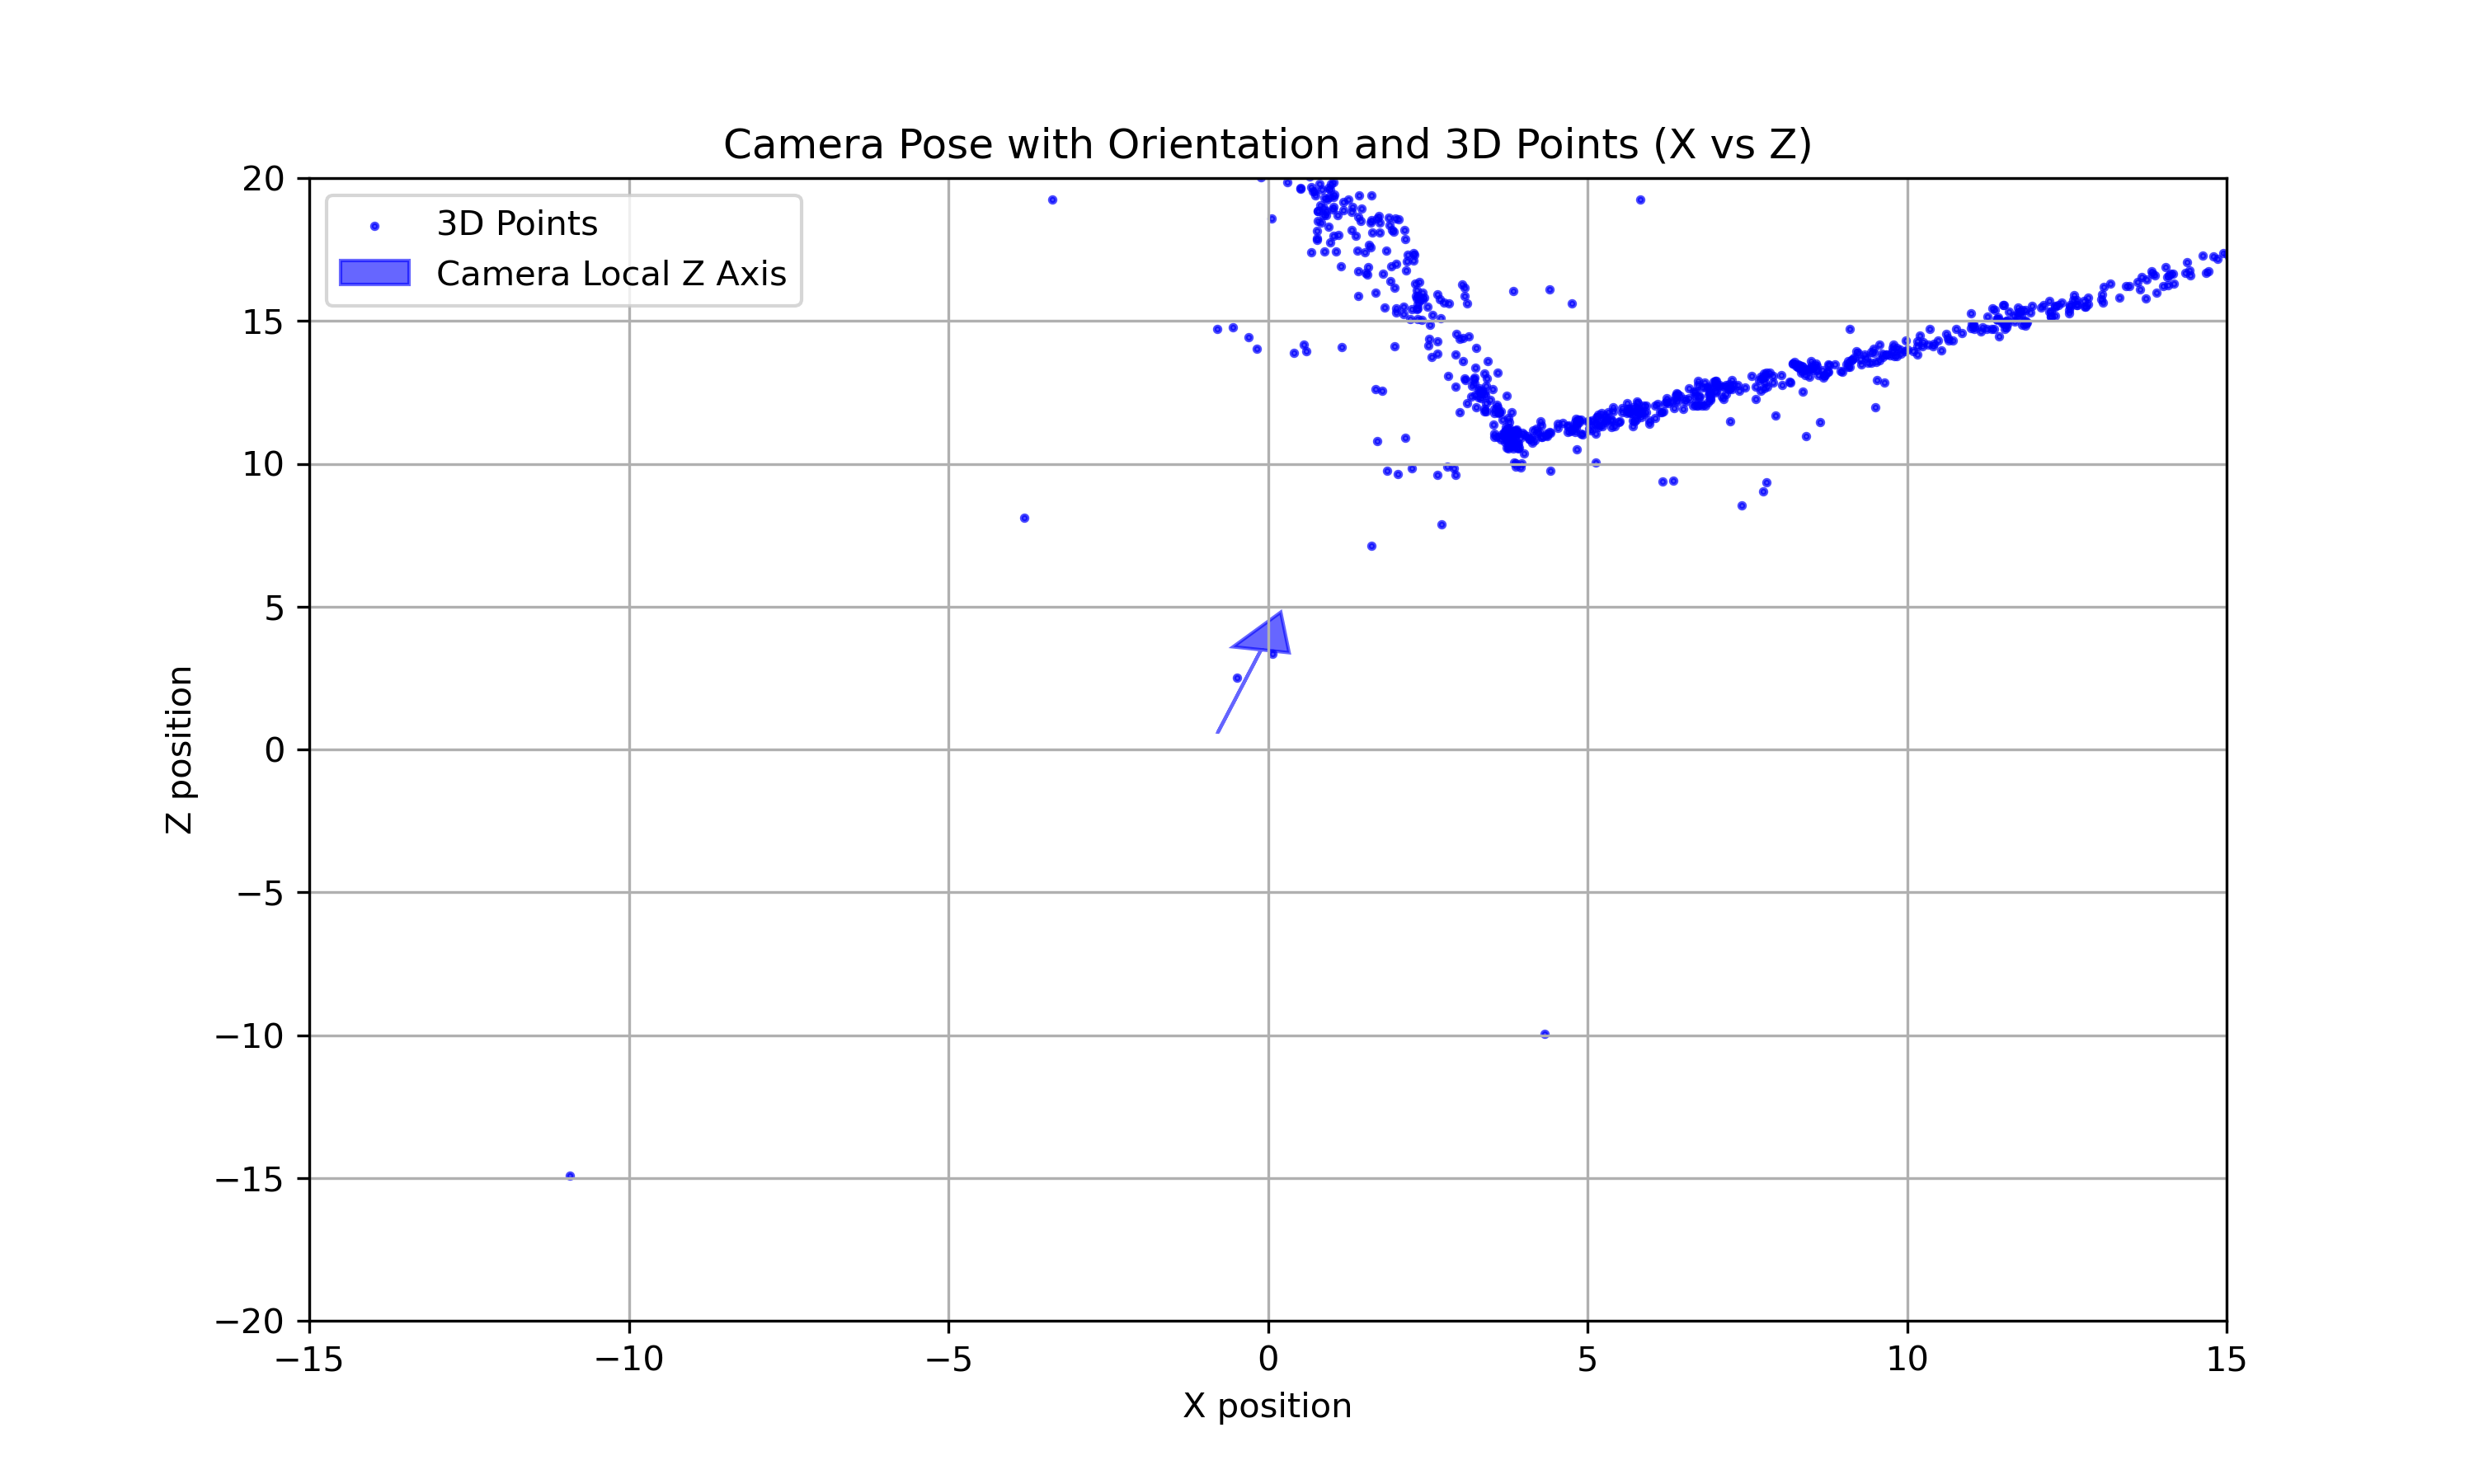 Camera Pose with Orientation and 3D Points (X vs Z)
3D Points
Camera Local Z Axis
20
15
10
5
0
−5
−10
−15
−20
Z position
−15 −10 −5 0 5 10 15
X position